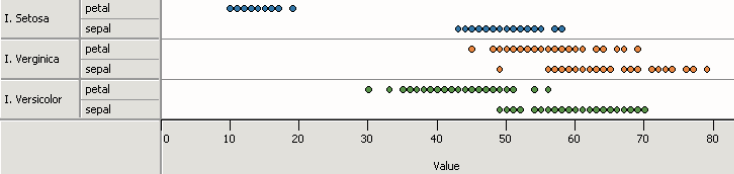 I. Setosa
petal
sepal
I. Verginica
petal
sepal
I. Versicolor
petal
sepal
0 10 20 30 40 50 60 70 80
Value